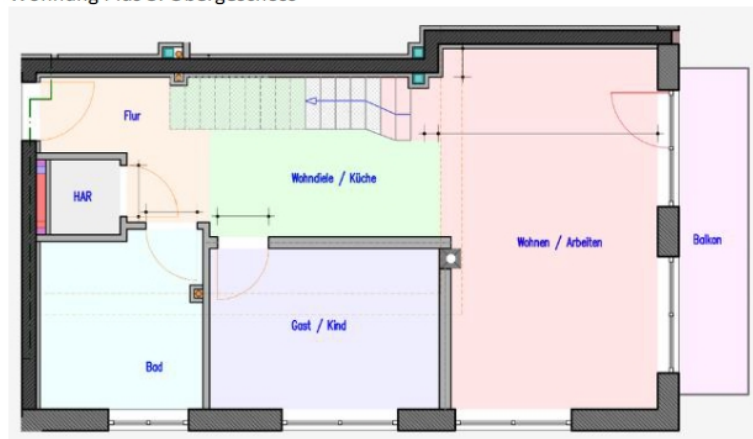 Flur
Wohndiele / Küche
HAR
Wohnen / Arbeiten
Balkon
Gast / Kind
Bad